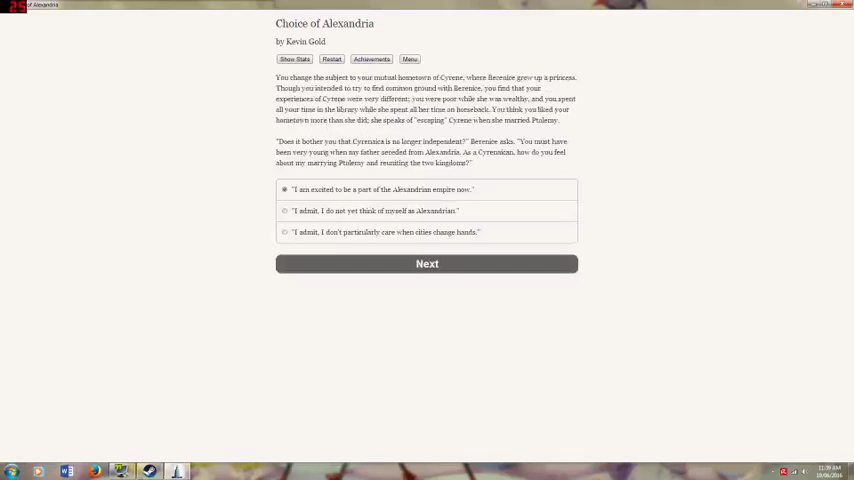 25
of Alexandria
Choice of Alexandria
by Kevin Gold
Show Stats Restart Achievements Menu
You change the subject to your mutual hometown of Cyrene, where Berenice grew up a princess.
Though you intended to try to find common ground with Berenice, you find that your
experiences of Cyrene were very different; you were poor while she was wealthy, and you spent
all your time in the library while she spent all her time on horseback. You think you liked your
hometown more than she did; she speaks of "escaping" Cyrene when she married Ptolemy.
"Does it bother you that Cyrenaica is no longer independent?" Berenice asks. "You must have
been very young when my father seceded from Alexandria. As a Cyrenaican, how do you feel
about my marrying Ptolemy and reuniting the two kingdoms?"
"I am excited to be a part of the Alexandrian empire now."
"I admit, I do not yet think of myself as Alexandrian."
"I admit, I don't particularly care when cities change hands."
Next
11:39 AM